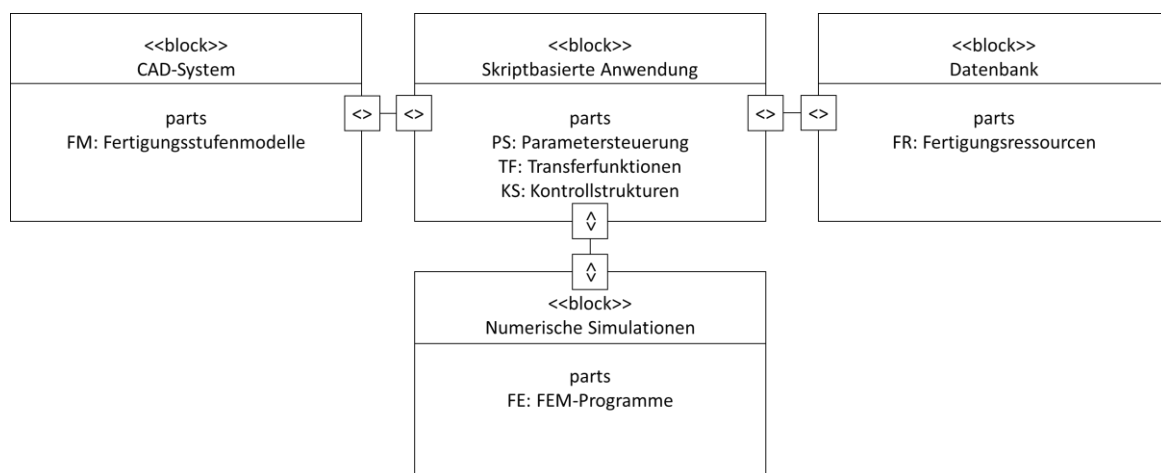 <<block>>
CAD-System
parts
FM: Fertigungsstufenmodelle
<>
<>
<<block>>
Skriptbasierte Anwendung
parts
PS: Parametersteuerung
TF: Transferfunktionen
KS: Kontrollstrukturen
<>
<>
<<block>>
Datenbank
parts
FR: Fertigungsressourcen
<>
<>
<<block>>
Numerische Simulationen
parts
FE: FEM-Programme